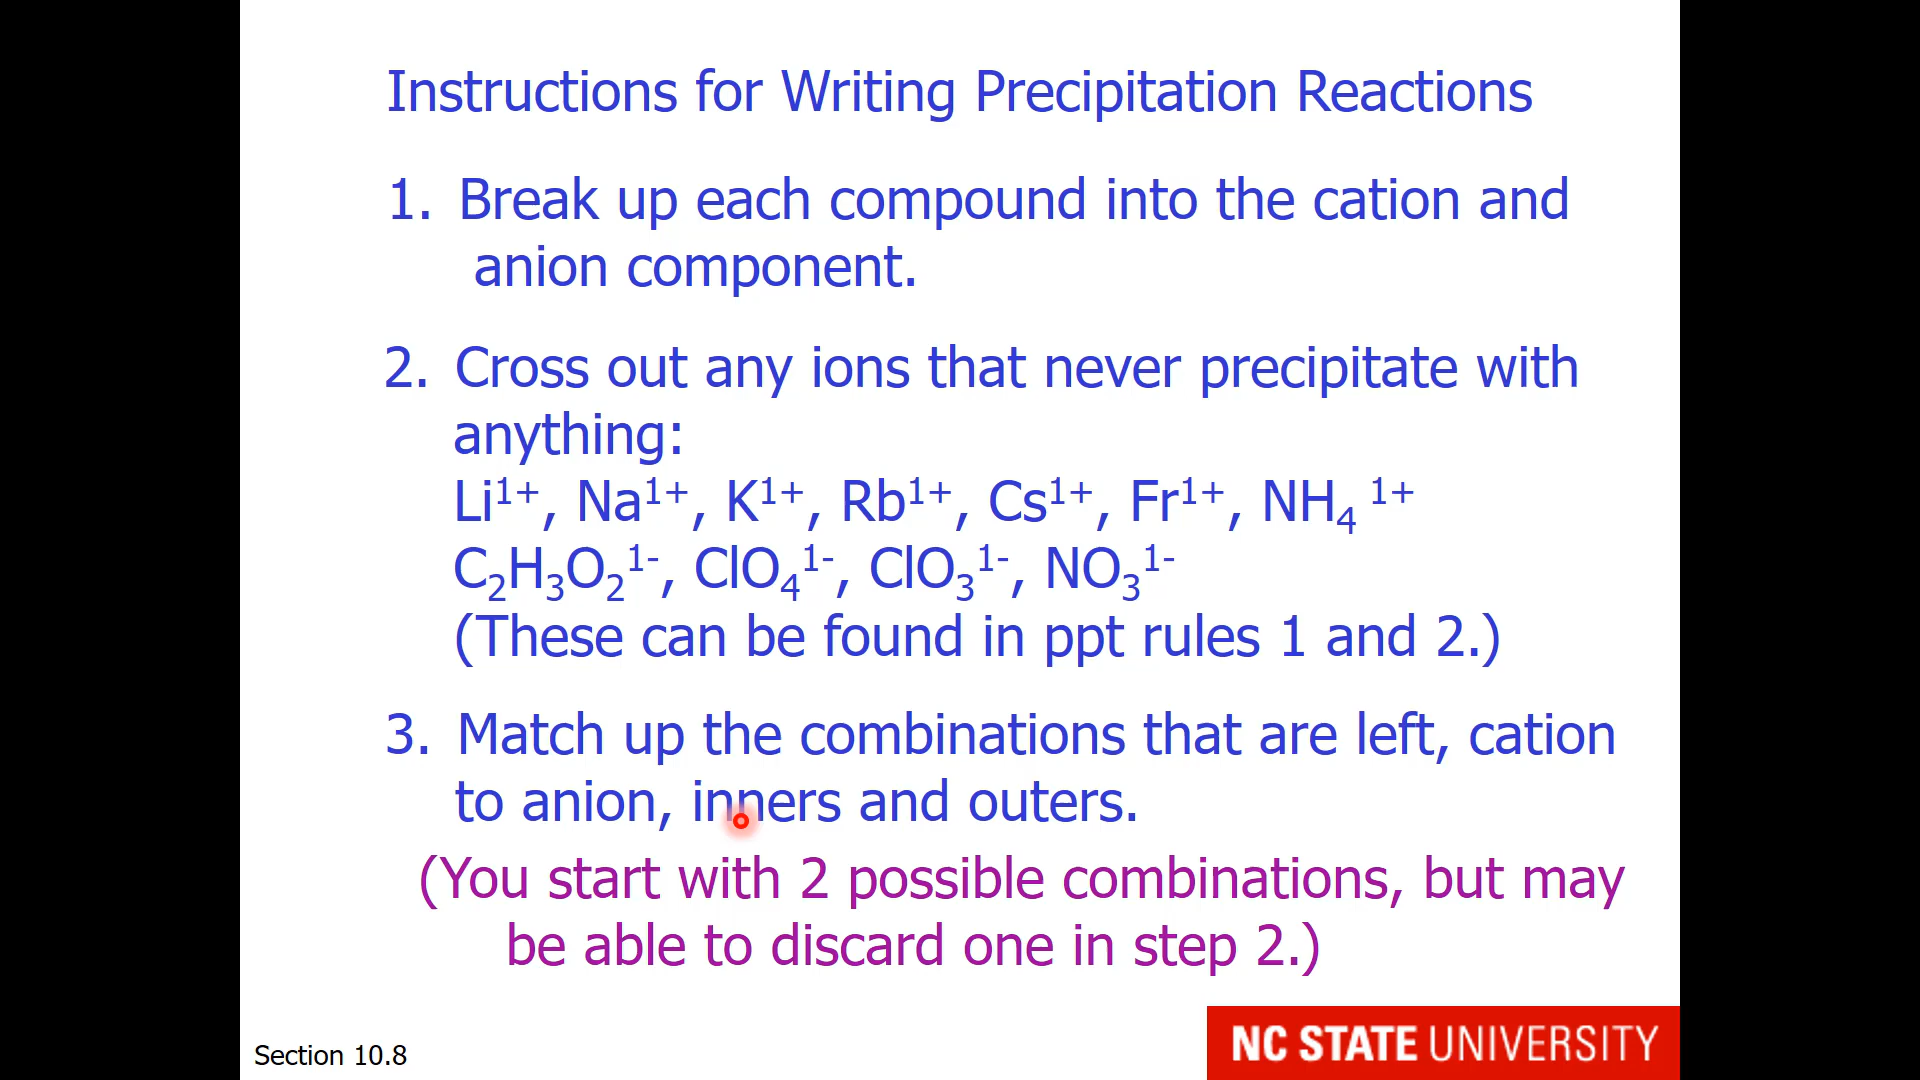 Instructions for Writing Precipitation Reactions
1. Break up each compound into the cation and
anion component.
2. Cross out any ions that never precipitate with
anything:
Li¹⁺, Na¹⁺, K¹⁺, Rb¹⁺, Cs¹⁺, Fr¹⁺, NH₄ ¹⁺
C₂H₃O₂¹⁻, ClO₄¹⁻, ClO₃¹⁻, NO₃¹⁻
(These can be found in ppt rules 1 and 2.)
3. Match up the combinations that are left, cation
to anion, inners and outers.
(You start with 2 possible combinations, but may
be able to discard one in step 2.)
Section 10.8
NC STATE UNIVERSITY